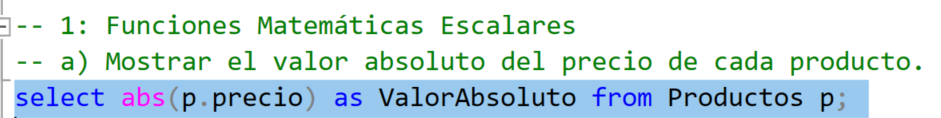 -- 1: Funciones Matemáticas Escalares
-- a) Mostrar el valor absoluto del precio de cada producto.
select abs(p.precio) as ValorAbsoluto from Productos p;